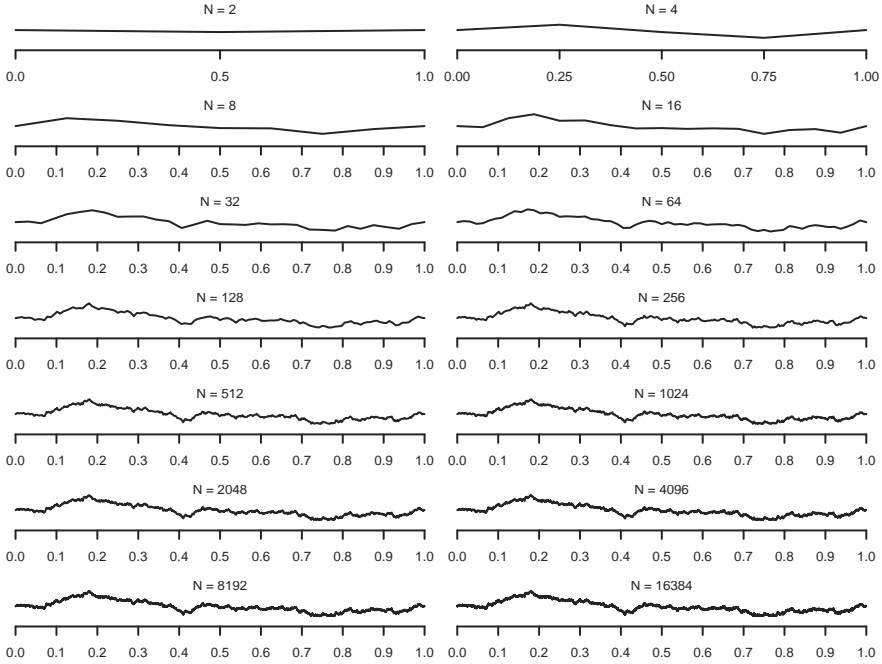 N = 2
0.0 0.5 1.0
N = 4
0.00 0.25 0.50 0.75 1.00
N = 8
0.0 0.1 0.2 0.3 0.4 0.5 0.6 0.7 0.8 0.9 1.0
N = 16
0.0 0.1 0.2 0.3 0.4 0.5 0.6 0.7 0.8 0.9 1.0
N = 32
0.0 0.1 0.2 0.3 0.4 0.5 0.6 0.7 0.8 0.9 1.0
N = 64
0.0 0.1 0.2 0.3 0.4 0.5 0.6 0.7 0.8 0.9 1.0
N = 128
0.0 0.1 0.2 0.3 0.4 0.5 0.6 0.7 0.8 0.9 1.0
N = 256
0.0 0.1 0.2 0.3 0.4 0.5 0.6 0.7 0.8 0.9 1.0
N = 512
0.0 0.1 0.2 0.3 0.4 0.5 0.6 0.7 0.8 0.9 1.0
N = 1024
0.0 0.1 0.2 0.3 0.4 0.5 0.6 0.7 0.8 0.9 1.0
N = 2048
0.0 0.1 0.2 0.3 0.4 0.5 0.6 0.7 0.8 0.9 1.0
N = 4096
0.0 0.1 0.2 0.3 0.4 0.5 0.6 0.7 0.8 0.9 1.0
N = 8192
0.0 0.1 0.2 0.3 0.4 0.5 0.6 0.7 0.8 0.9 1.0
N = 16384
0.0 0.1 0.2 0.3 0.4 0.5 0.6 0.7 0.8 0.9 1.0